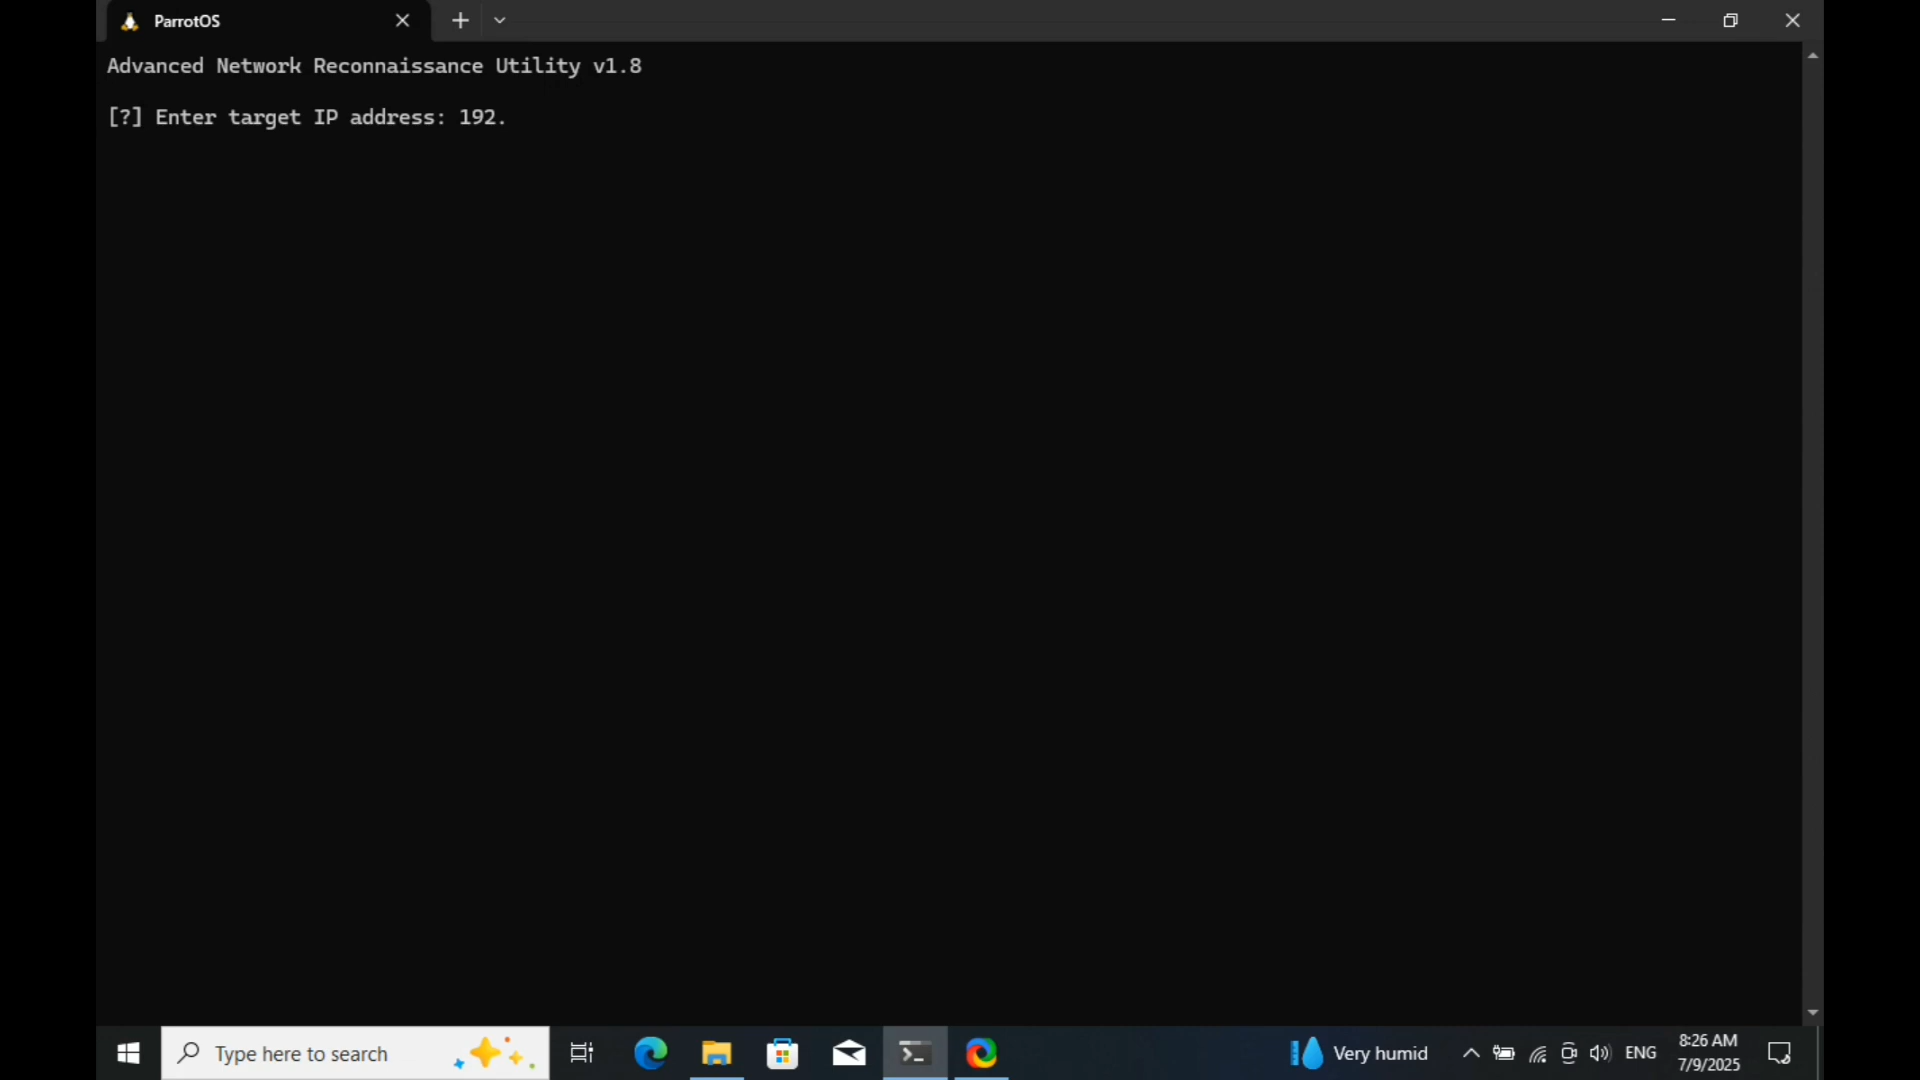 ParrotOS
Advanced Network Reconnaissance Utility v1.8
[?] Enter target IP address: 192.
Type here to search
Very humid
ENG
8:26 AM
7/9/2025